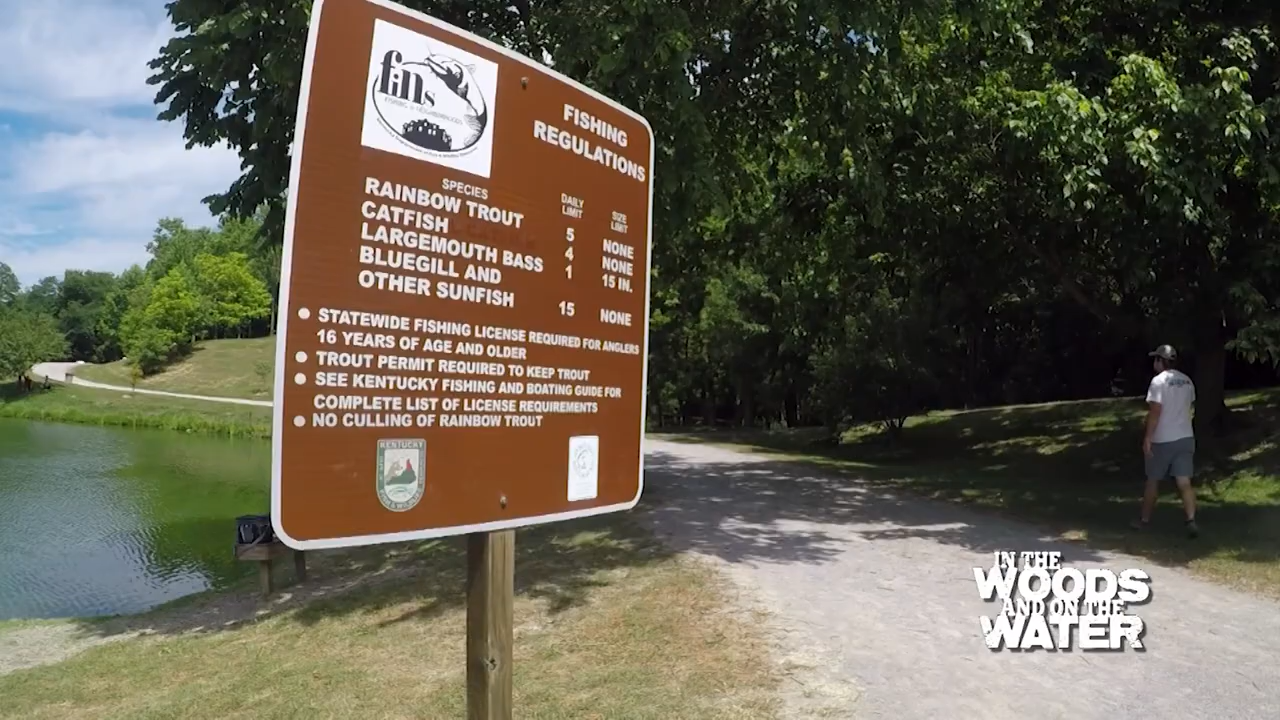 fins
FISHING IN NEIGHBORHOODS
FISHING
REGULATIONS
SPECIES
DAILY
LIMIT
SIZE
LIMIT
RAINBOW TROUT 5 NONE
CATFISH 4 NONE
LARGEMOUTH BASS 1 15 IN.
BLUEGILL AND
OTHER SUNFISH 15 NONE
● STATEWIDE FISHING LICENSE REQUIRED FOR ANGLERS
16 YEARS OF AGE AND OLDER
● TROUT PERMIT REQUIRED TO KEEP TROUT
● SEE KENTUCKY FISHING AND BOATING GUIDE FOR
COMPLETE LIST OF LICENSE REQUIREMENTS
● NO CULLING OF RAINBOW TROUT
KENTUCKY
IN THE
WOODS
AND ON THE
WATER